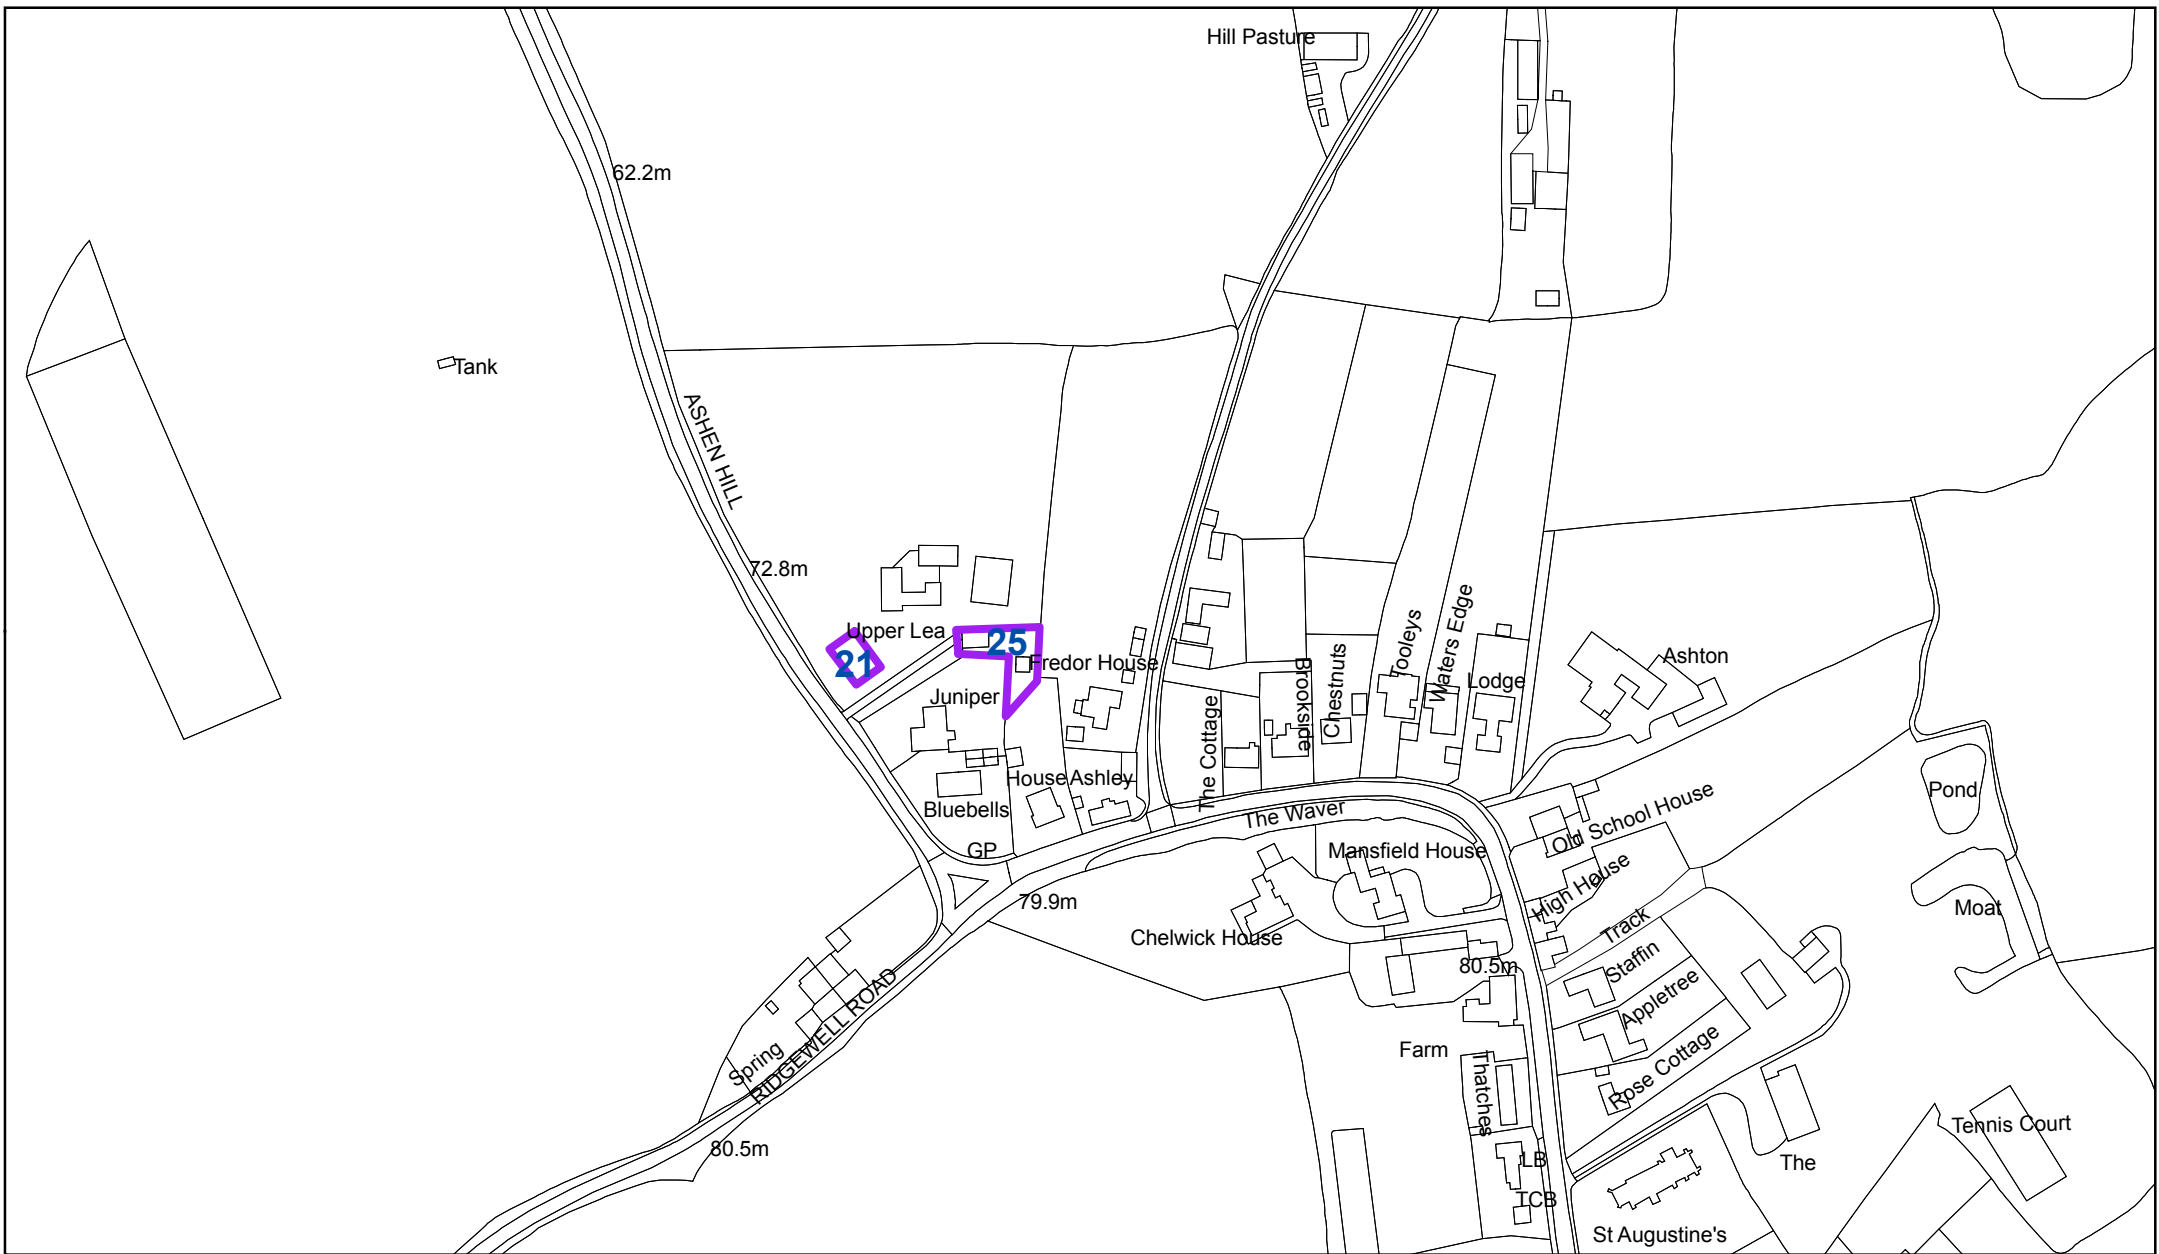 Hill Pasture
62.2m
Tank
ASHEN HILL
72.8m
Upper Lea
21
25
Fredor House
Juniper
Tooleys
Waters Edge
Lodge
Ashton
Brookside
Chestnuts
The Cottage
House Ashley
Bluebells
The Waver
GP
Mansfield House
Old School House
High House
Pond
Moat
79.9m
Chelwick House
Track
Staffin
80.5m
Appletree
Rose Cottage
RIDGEWELL ROAD
Spring
Farm
Thatches
80.5m
LB
TCB
The
Tennis Court
St Augustine's